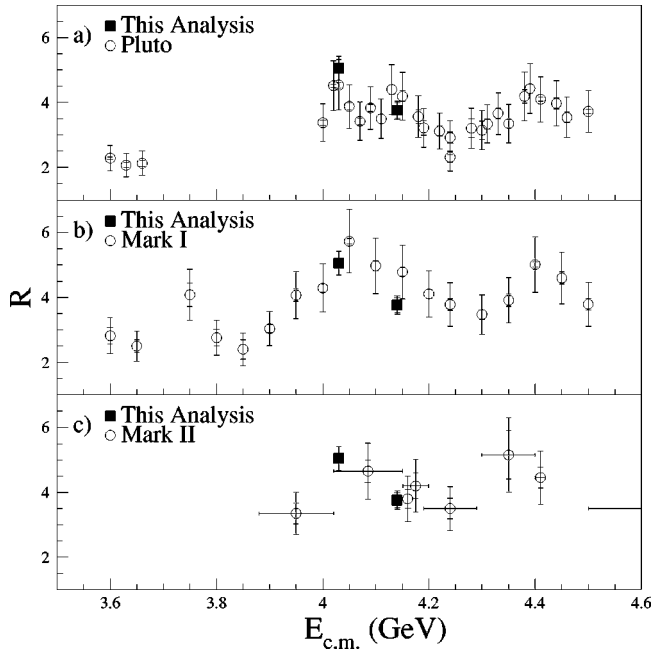 a)
This Analysis
Pluto
6
4
2
b)
This Analysis
Mark I
6
4
2
R
c)
This Analysis
Mark II
6
4
2
3.6
3.8
4
4.2
4.4
4.6
E_{c.m.} (GeV)